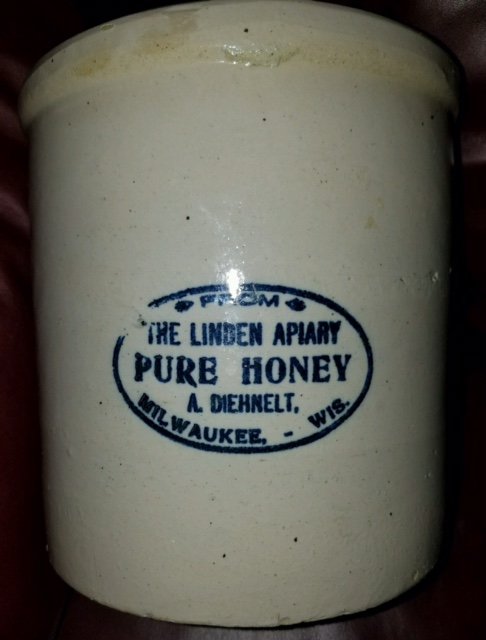 FROM
THE LINDEN APIARY
PURE HONEY
A. DIEHNELT,
MILWAUKEE, - WIS.